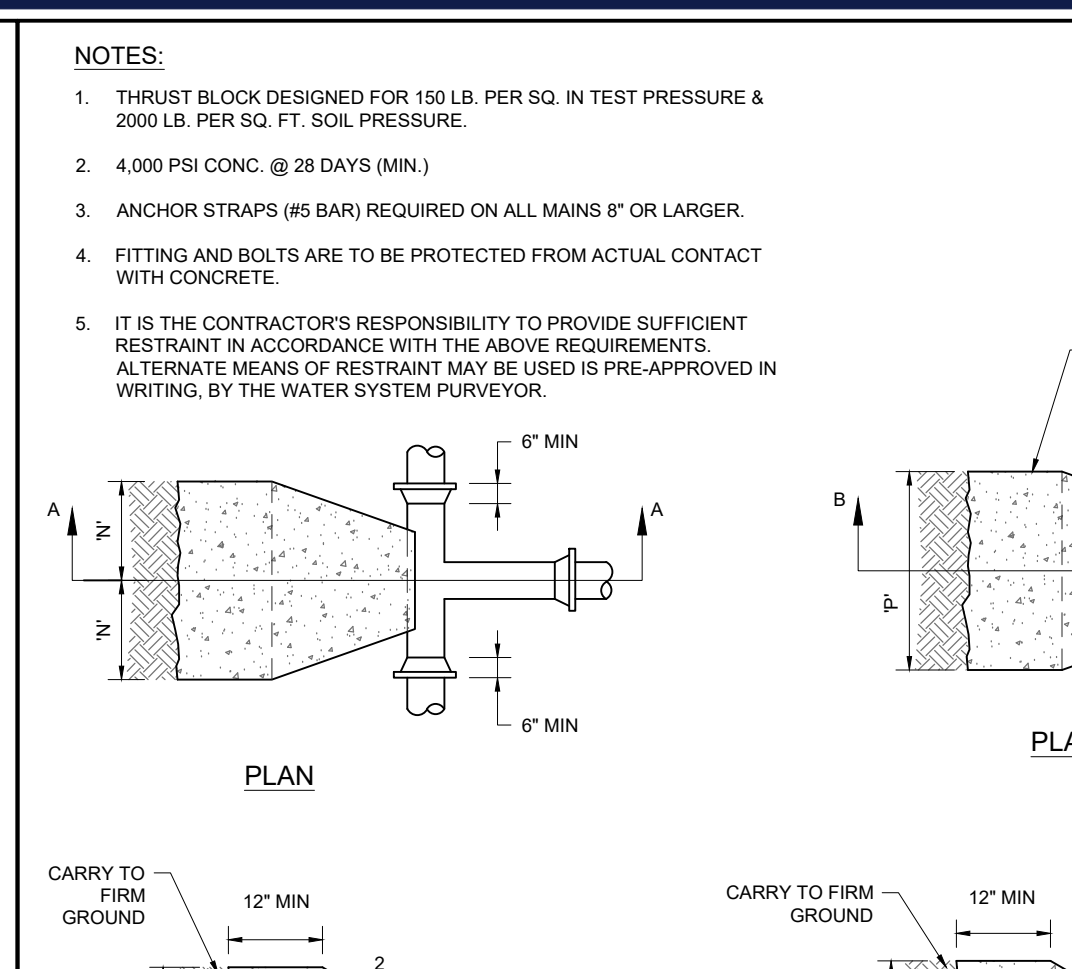 NOTES:
1. THRUST BLOCK DESIGNED FOR 150 LB. PER SQ. IN TEST PRESSURE &
2000 LB. PER SQ. FT. SOIL PRESSURE.
2. 4,000 PSI CONC. @ 28 DAYS (MIN.)
3. ANCHOR STRAPS (#5 BAR) REQUIRED ON ALL MAINS 8" OR LARGER.
4. FITTING AND BOLTS ARE TO BE PROTECTED FROM ACTUAL CONTACT
WITH CONCRETE.
5. IT IS THE CONTRACTOR'S RESPONSIBILITY TO PROVIDE SUFFICIENT
RESTRAINT IN ACCORDANCE WITH THE ABOVE REQUIREMENTS.
ALTERNATE MEANS OF RESTRAINT MAY BE USED IS PRE-APPROVED IN
WRITING, BY THE WATER SYSTEM PURVEYOR.
6" MIN
A
A
'N'
'N'
6" MIN
PLAN
B
'P'
PLA
CARRY TO
FIRM
GROUND
12" MIN
2
CARRY TO FIRM
GROUND
12" MIN